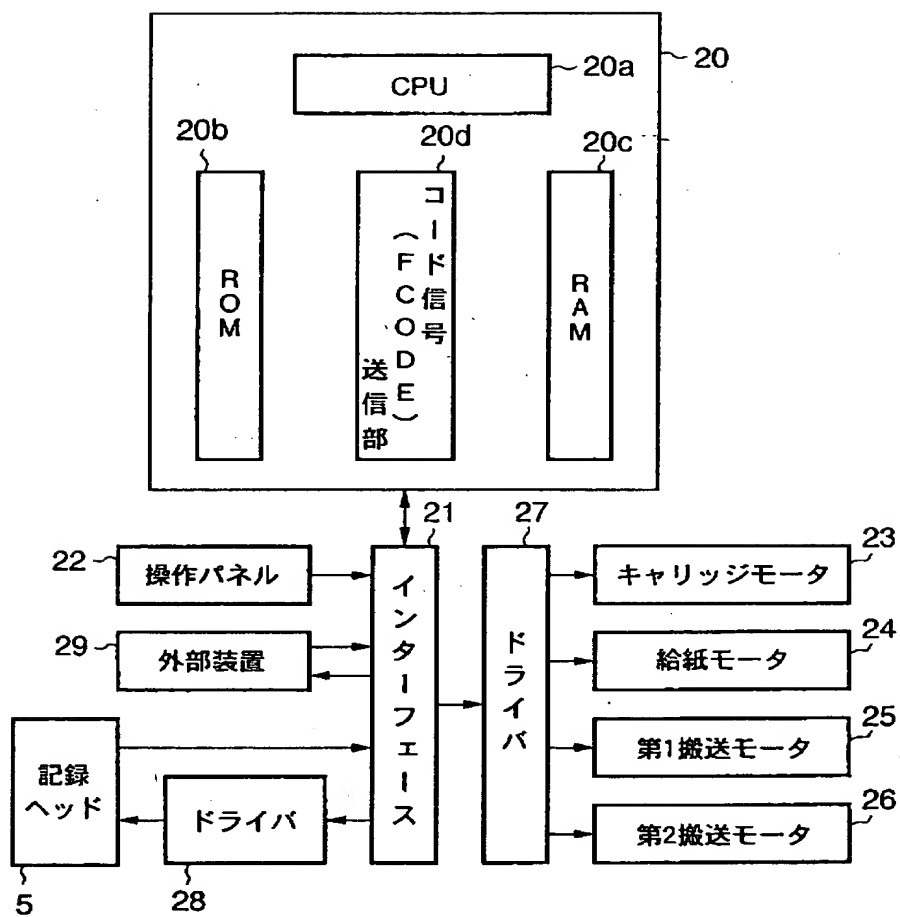 20
20a
CPU
20b
20d
20c
ROM
コード信号
(FCODE)
送信部
RAM
21
27
22
操作パネル
23
キャリッジモータ
29
外部装置
24
給紙モータ
インターフェース
ドライバ
25
第1搬送モータ
記録
ヘッド
ドライバ
26
第2搬送モータ
5
28